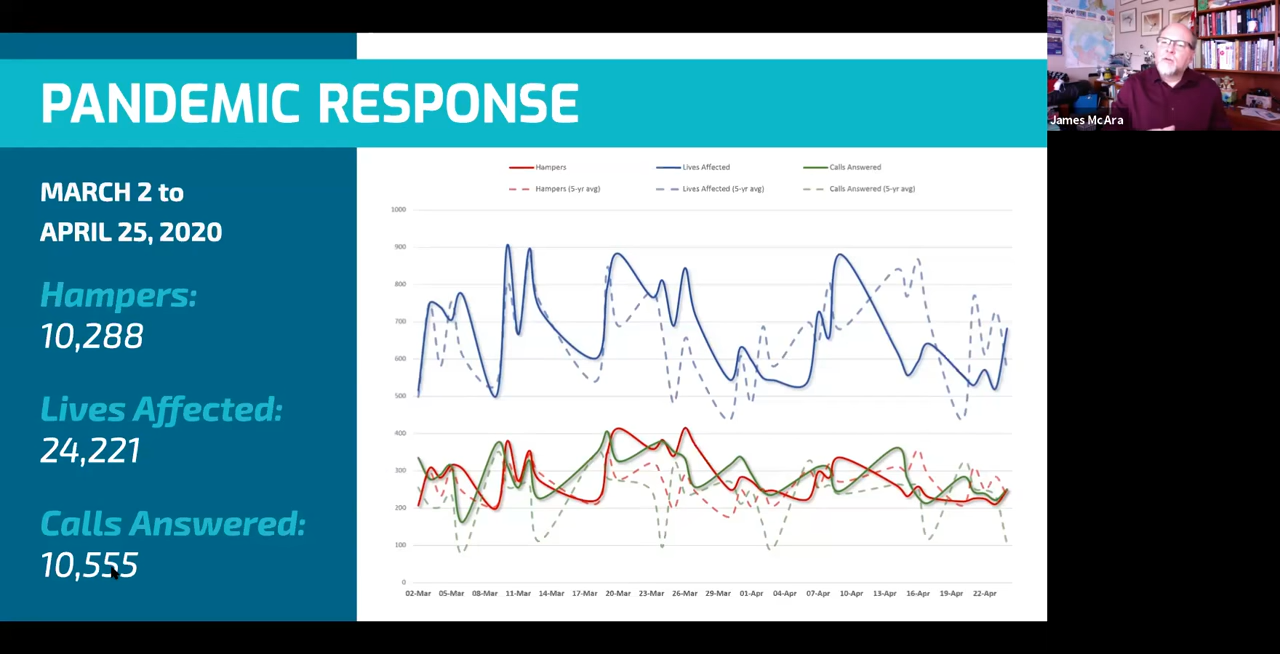 PANDEMIC RESPONSE
James McAra
MARCH 2 to
APRIL 25, 2020
Hampers:
10,288
Lives Affected:
24,221
Calls Answered:
10,555
Hampers Lives Affected Calls Answered
Hampers (5-yr avg) Lives Affected (5-yr avg) Calls Answered (5-yr avg)
1000
900
800
700
600
500
400
300
200
100
0
02-Mar 05-Mar 08-Mar 11-Mar 14-Mar 17-Mar 20-Mar 23-Mar 26-Mar 29-Mar 01-Apr 04-Apr 07-Apr 10-Apr 13-Apr 16-Apr 19-Apr 22-Apr